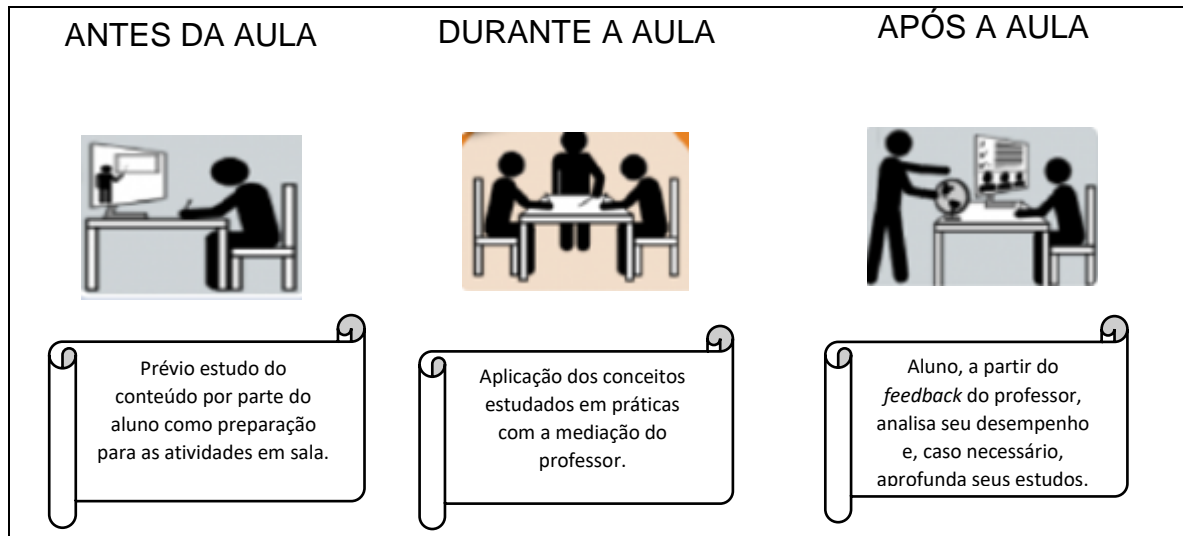 ANTES DA AULA
DURANTE A AULA
APÓS A AULA
Prévio estudo do
conteúdo por parte do
aluno como preparação
para as atividades em sala.
Aplicação dos conceitos
estudados em práticas
com a mediação do
professor.
Aluno, a partir do
feedback do professor,
analisa seu desempenho
e, caso necessário,
aprofunda seus estudos.